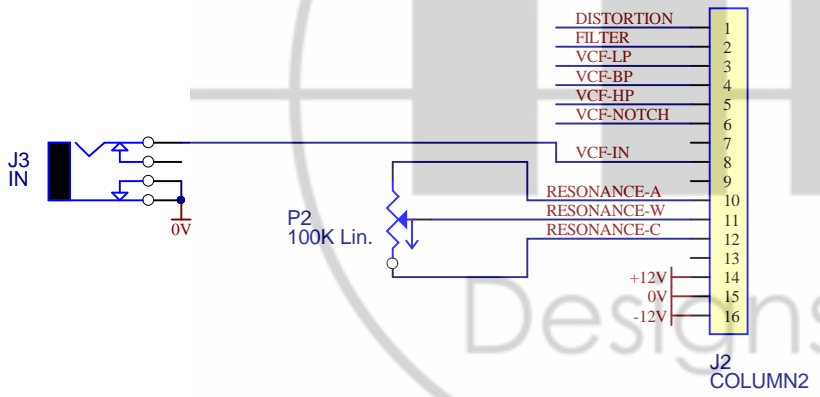 DISTORTION 1
FILTER 2
VCF-LP 3
VCF-BP 4
VCF-HP 5
VCF-NOTCH 6
7
VCF-IN 8
9
RESONANCE-A 10
RESONANCE-W 11
RESONANCE-C 12
13
+12V 14
0V 15
-12V 16
J2
COLUMN2
J3
IN
0V
P2
100K Lin.
Designs